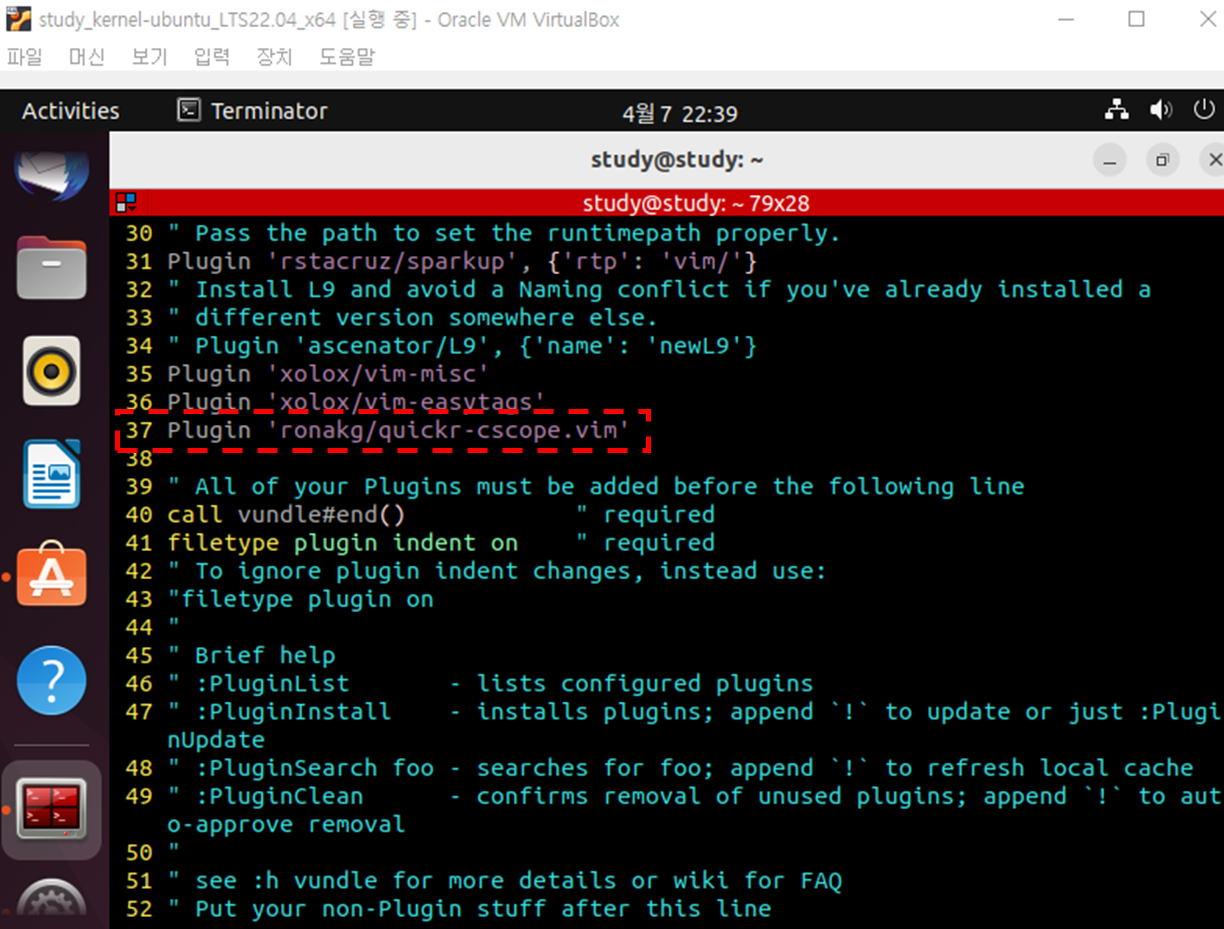 study_kernel-ubuntu_LTS22.04_x64 [실행 중] - Oracle VM VirtualBox
파일 머신 보기 입력 장치 도움말
Activities Terminator 4월 7 22:39
study@study: ~
study@study: ~ 79x28
30 " Pass the path to set the runtimepath properly.
31 Plugin 'rstacruz/sparkup', {'rtp': 'vim/'}
32 " Install L9 and avoid a Naming conflict if you've already installed a
33 " different version somewhere else.
34 " Plugin 'ascenator/L9', {'name': 'newL9'}
35 Plugin 'xolox/vim-misc'
36 Plugin 'xolox/vim-easytags'
37 Plugin 'ronakg/quickr-cscope.vim'
38
39 " All of your Plugins must be added before the following line
40 call vundle#end()            " required
41 filetype plugin indent on    " required
42 " To ignore plugin indent changes, instead use:
43 "filetype plugin on
44 "
45 " Brief help
46 " :PluginList       - lists configured plugins
47 " :PluginInstall    - installs plugins; append `!` to update or just :Plugi
nUpdate
48 " :PluginSearch foo - searches for foo; append `!` to refresh local cache
49 " :PluginClean      - confirms removal of unused plugins; append `!` to aut
o-approve removal
50 "
51 " see :h vundle for more details or wiki for FAQ
52 " Put your non-Plugin stuff after this line